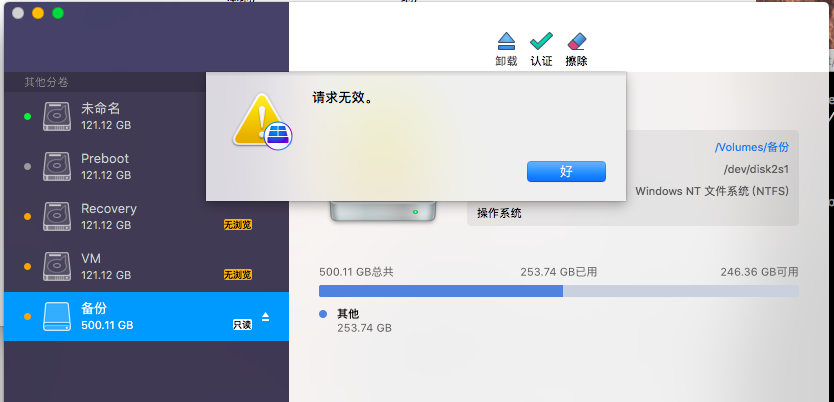 卸载
认证
擦除
其他分卷
请求无效。
好
未命名
121.12 GB
Preboot
121.12 GB
Recovery
121.12 GB
无浏览
VM
121.12 GB
无浏览
备份
500.11 GB
只读
/Volumes/备份
/dev/disk2s1
Windows NT 文件系统 (NTFS)
操作系统
500.11 GB总共
253.74 GB已用
246.36 GB可用
其他
253.74 GB